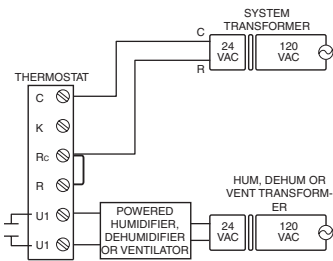 SYSTEM
TRANSFORMER
C
24
VAC
120
VAC
R
THERMOSTAT
C
K
Rc
R
U1
U1
POWERED
HUMIDIFIER,
DEHUMIDIFIER
OR VENTILATOR
HUM, DEHUM OR
VENT TRANSFORM-
ER
24
VAC
120
VAC